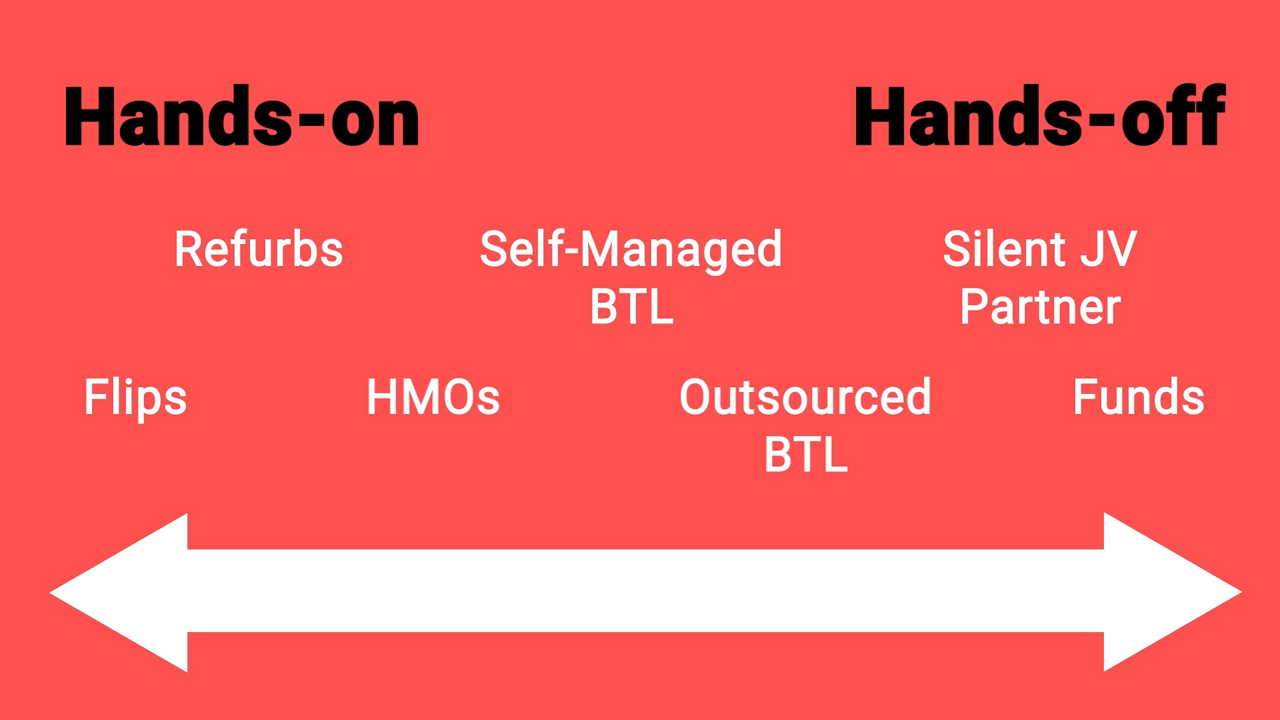 Hands-on
Hands-off
Refurbs
Self-Managed
BTL
Silent JV
Partner
Flips
HMOs
Outsourced
BTL
Funds